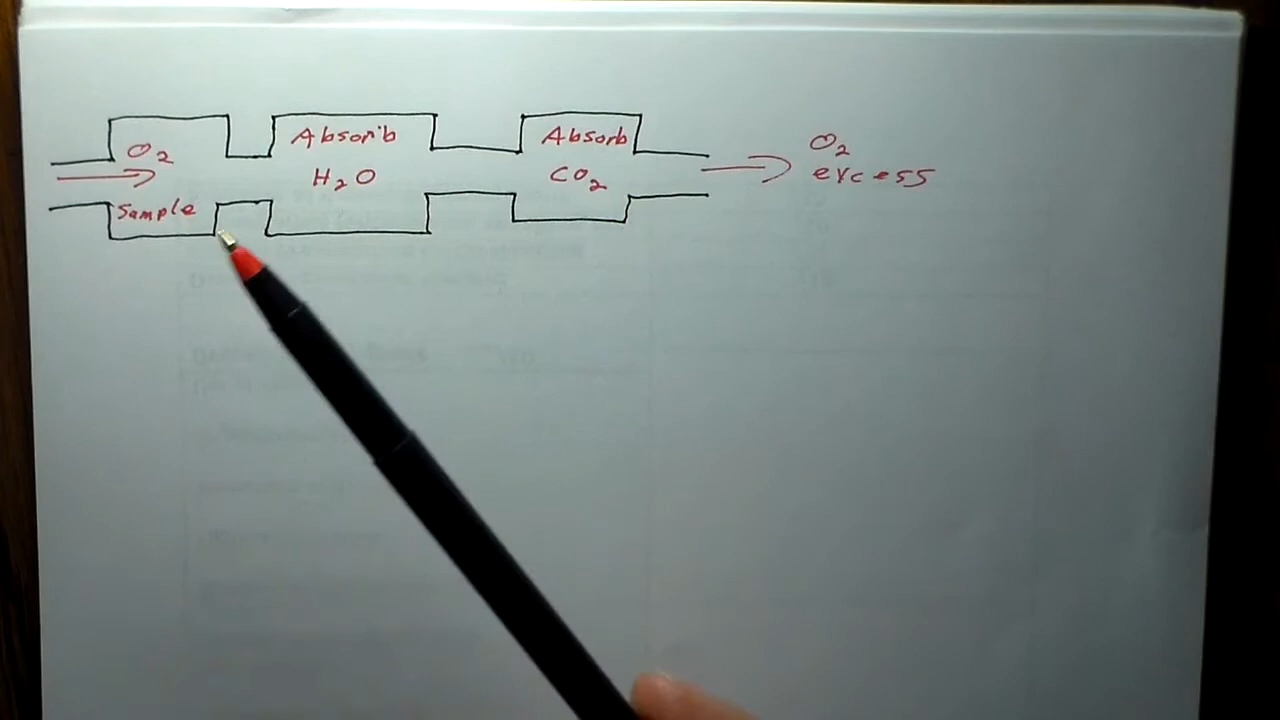 O₂
Sample
Absorb
H₂O
Absorb
CO₂
O₂
excess